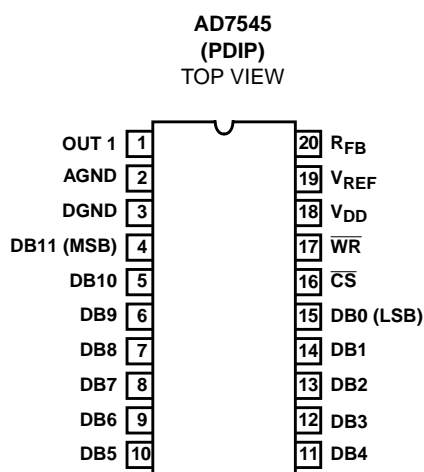 AD7545
(PDIP)
TOP VIEW
OUT 1 1 20 RFB
AGND 2 19 VREF
DGND 3 18 VDD
DB11 (MSB) 4 17 WR
DB10 5 16 CS
DB9 6 15 DB0 (LSB)
DB8 7 14 DB1
DB7 8 13 DB2
DB6 9 12 DB3
DB5 10 11 DB4